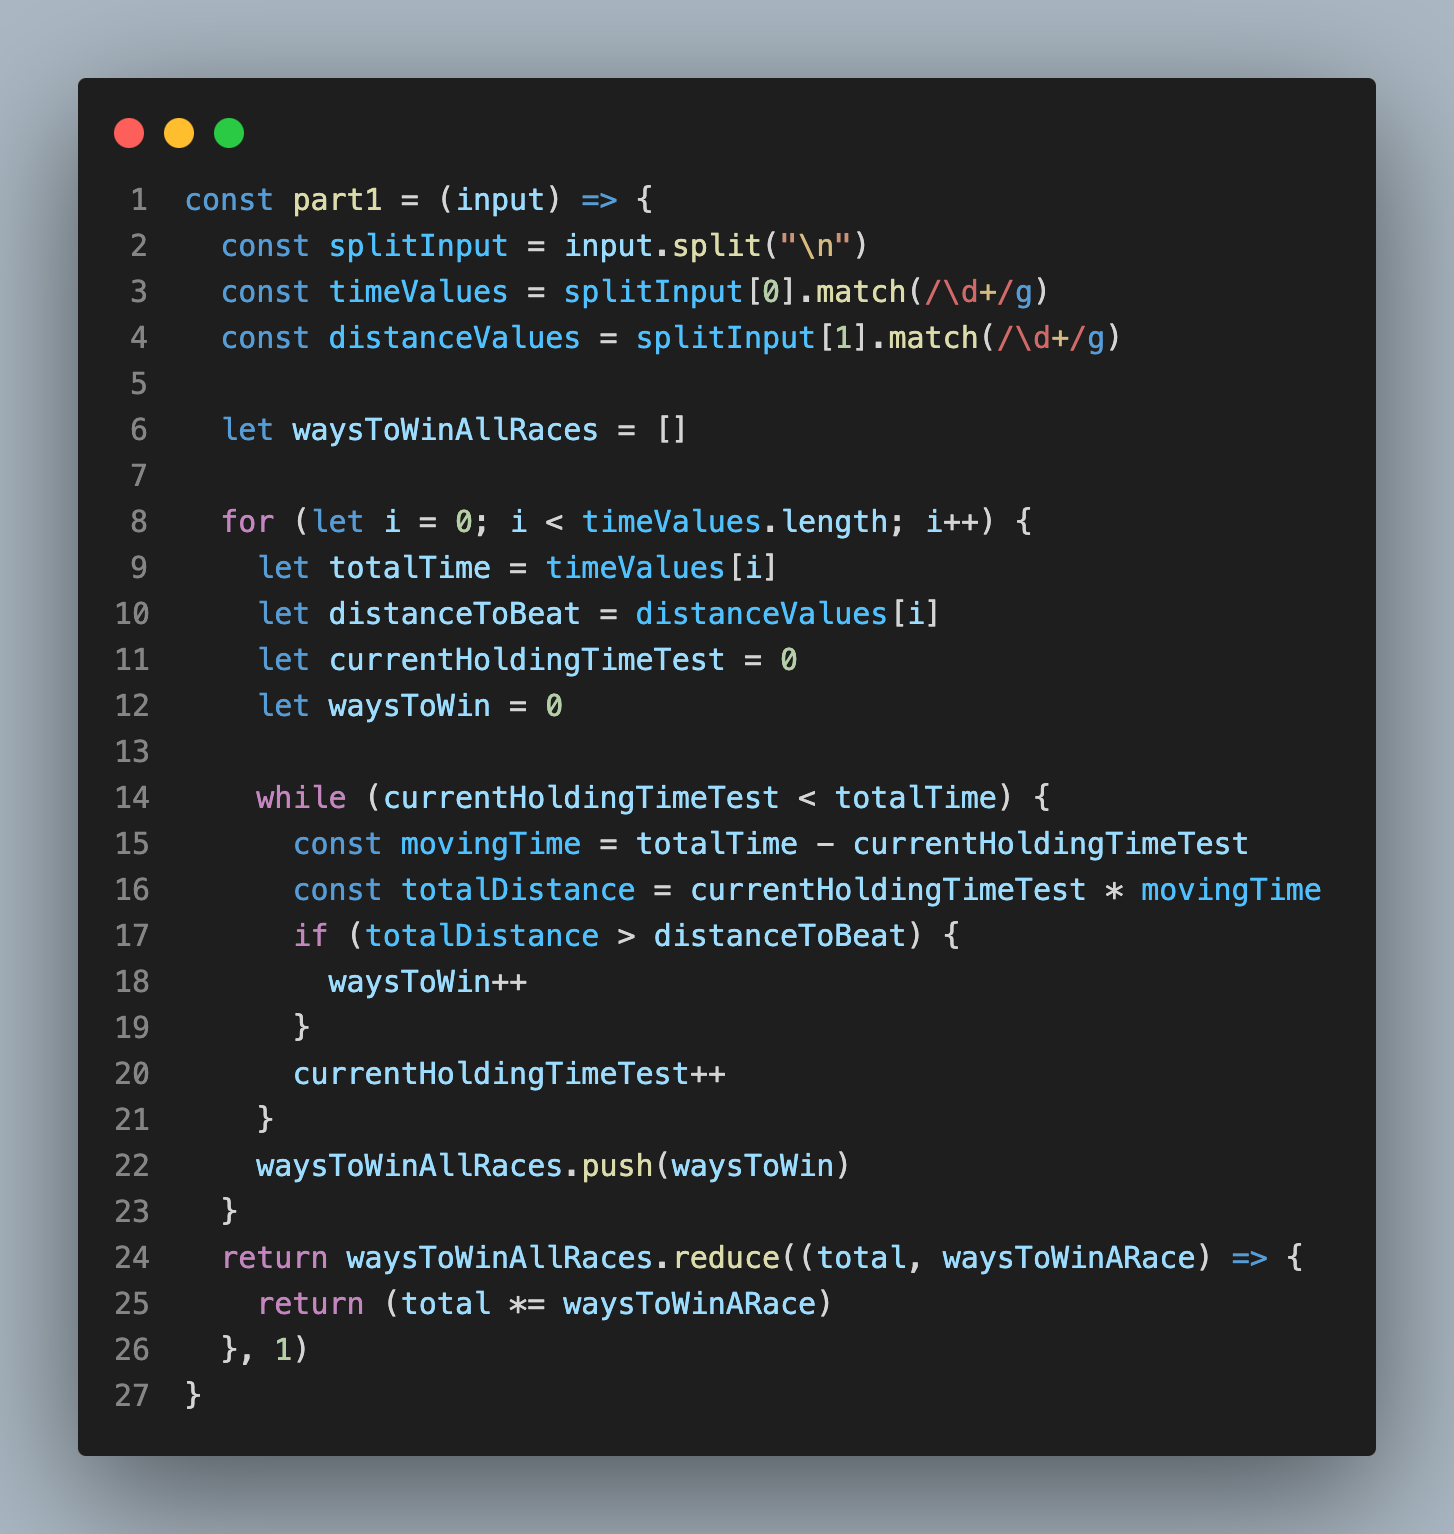 1 const part1 = (input) => {
2   const splitInput = input.split("\n")
3   const timeValues = splitInput[0].match(/\d+/g)
4   const distanceValues = splitInput[1].match(/\d+/g)
5
6   let waysToWinAllRaces = []
7
8   for (let i = 0; i < timeValues.length; i++) {
9     let totalTime = timeValues[i]
10     let distanceToBeat = distanceValues[i]
11     let currentHoldingTimeTest = 0
12     let waysToWin = 0
13
14     while (currentHoldingTimeTest < totalTime) {
15       const movingTime = totalTime - currentHoldingTimeTest
16       const totalDistance = currentHoldingTimeTest * movingTime
17       if (totalDistance > distanceToBeat) {
18         waysToWin++
19       }
20       currentHoldingTimeTest++
21     }
22     waysToWinAllRaces.push(waysToWin)
23   }
24   return waysToWinAllRaces.reduce((total, waysToWinARace) => {
25     return (total *= waysToWinARace)
26   }, 1)
27 }